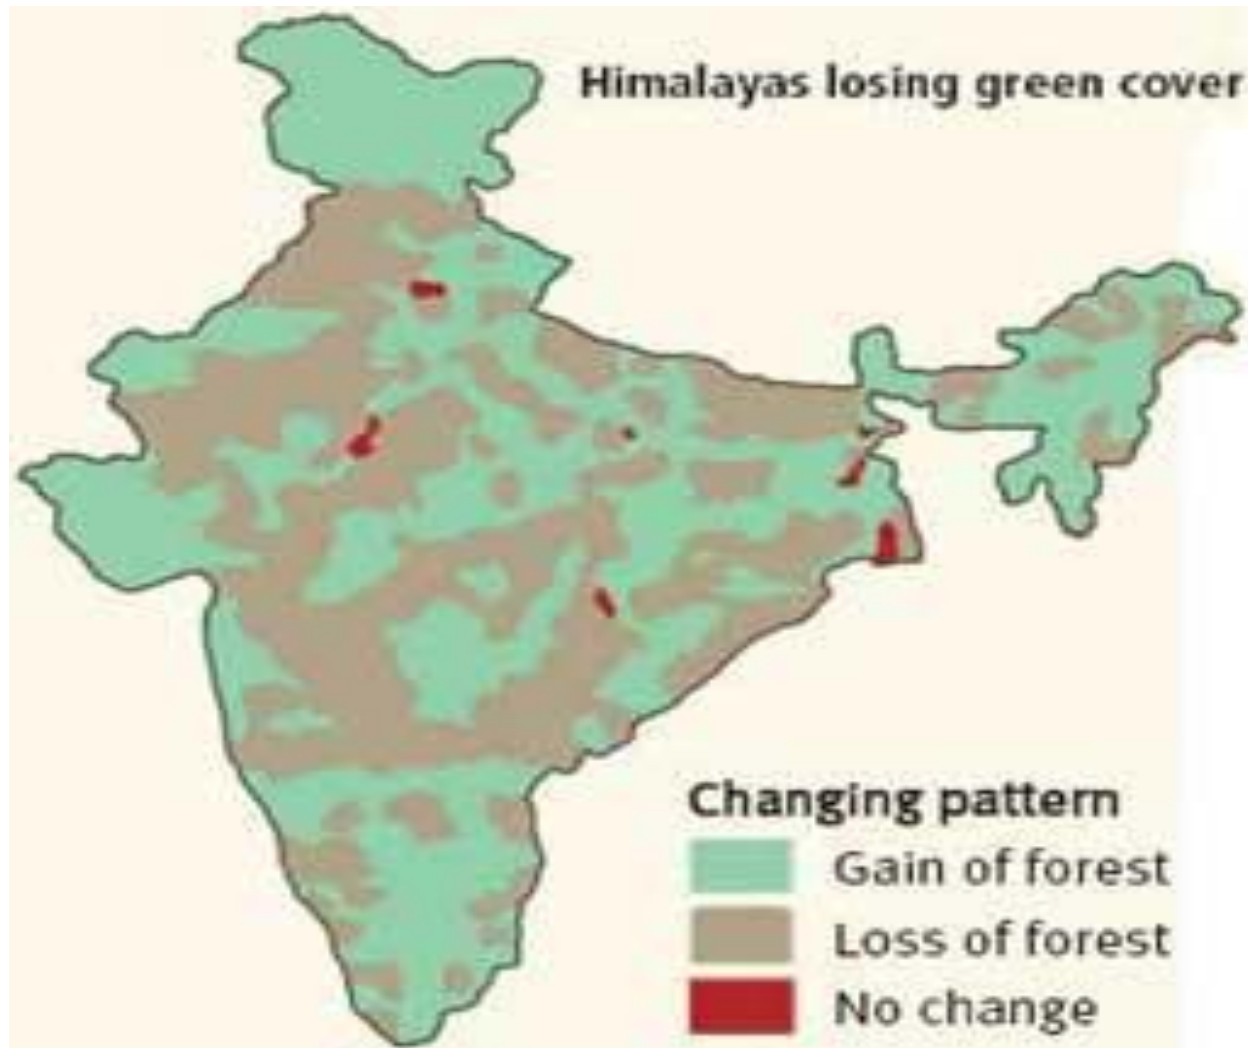 Himalayas losing green cover
Changing pattern
Gain of forest
Loss of forest
No change